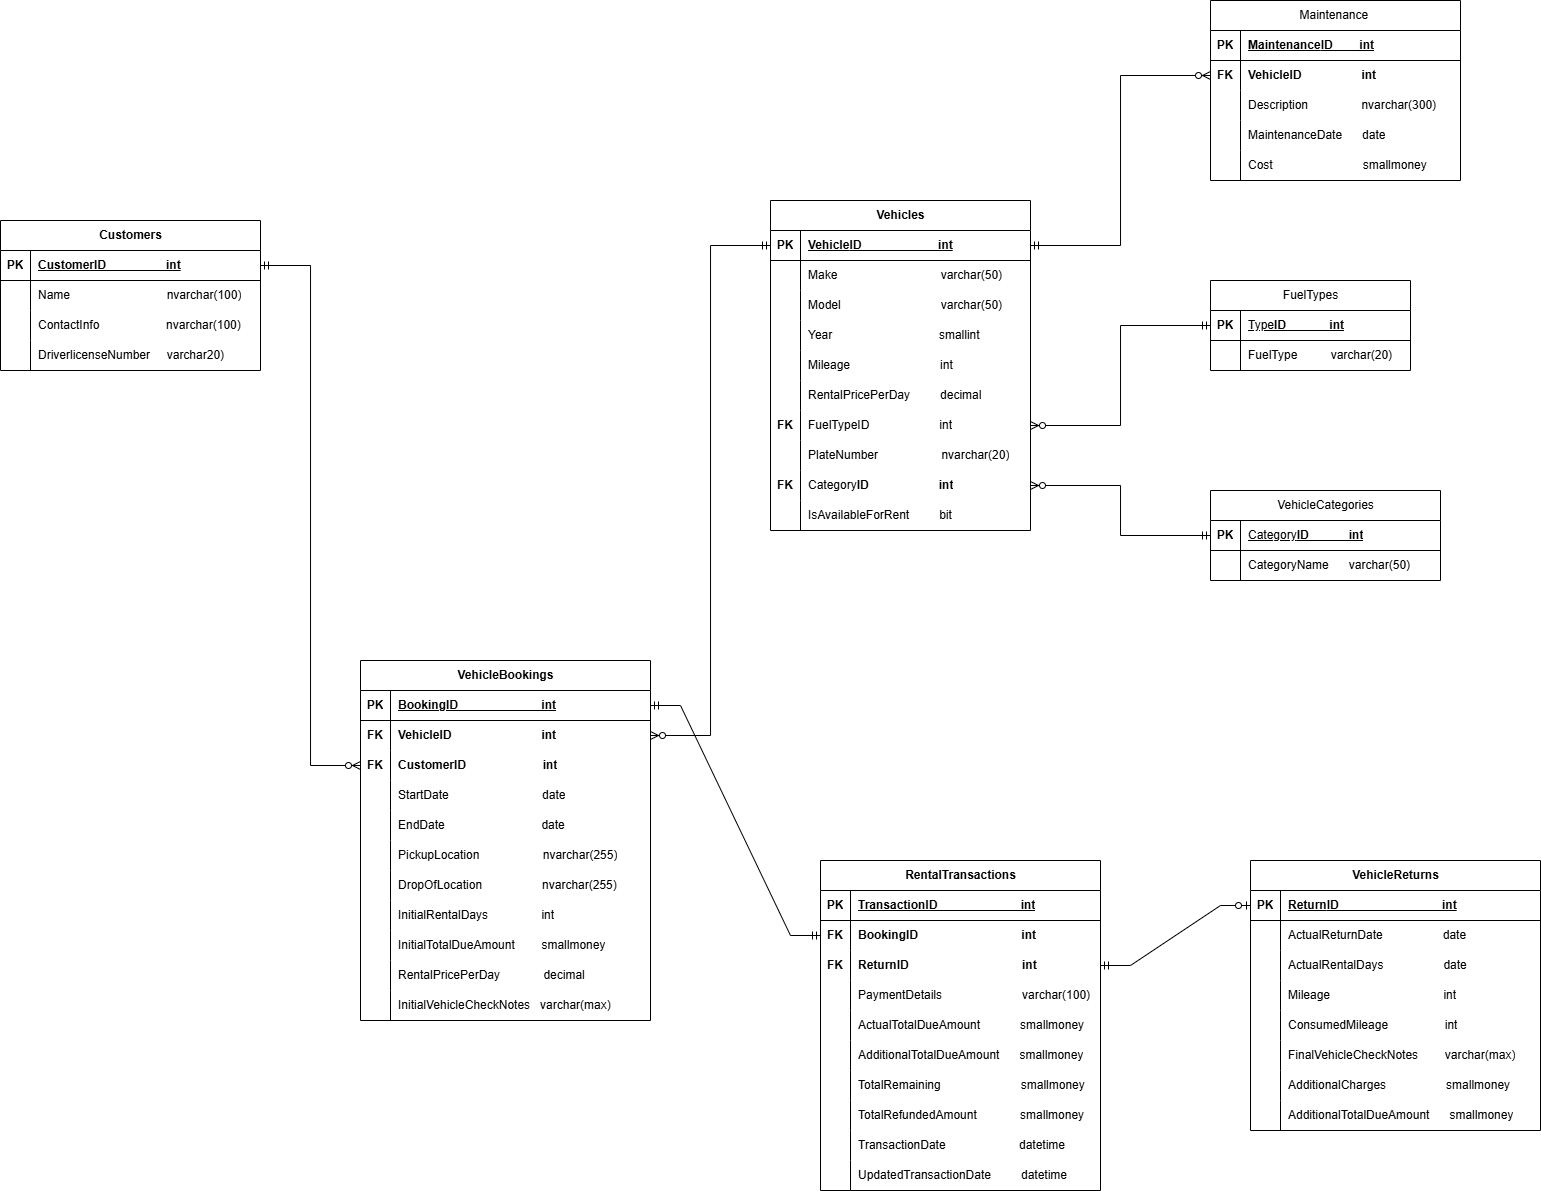 Maintenance
PK MaintenanceID int
FK VehicleID int
Description nvarchar(300)
MaintenanceDate date
Cost smallmoney
Customers
PK CustomerID int
Name nvarchar(100)
ContactInfo nvarchar(100)
DriverlicenseNumber varchar20)
Vehicles
PK VehicleID int
Make varchar(50)
Model varchar(50)
Year smallint
Mileage int
RentalPricePerDay decimal
FK FuelTypeID int
PlateNumber nvarchar(20)
FK CategoryID int
IsAvailableForRent bit
FuelTypes
PK TypeID int
FuelType varchar(20)
VehicleCategories
PK CategoryID int
CategoryName varchar(50)
VehicleBookings
PK BookingID int
FK VehicleID int
FK CustomerID int
StartDate date
EndDate date
PickupLocation nvarchar(255)
DropOfLocation nvarchar(255)
InitialRentalDays int
InitialTotalDueAmount smallmoney
RentalPricePerDay decimal
InitialVehicleCheckNotes varchar(max)
RentalTransactions
PK TransactionID int
FK BookingID int
FK ReturnID int
PaymentDetails varchar(100)
ActualTotalDueAmount smallmoney
AdditionalTotalDueAmount smallmoney
TotalRemaining smallmoney
TotalRefundedAmount smallmoney
TransactionDate datetime
UpdatedTransactionDate datetime
VehicleReturns
PK ReturnID int
ActualReturnDate date
ActualRentalDays date
Mileage int
ConsumedMileage int
FinalVehicleCheckNotes varchar(max)
AdditionalCharges smallmoney
AdditionalTotalDueAmount smallmoney